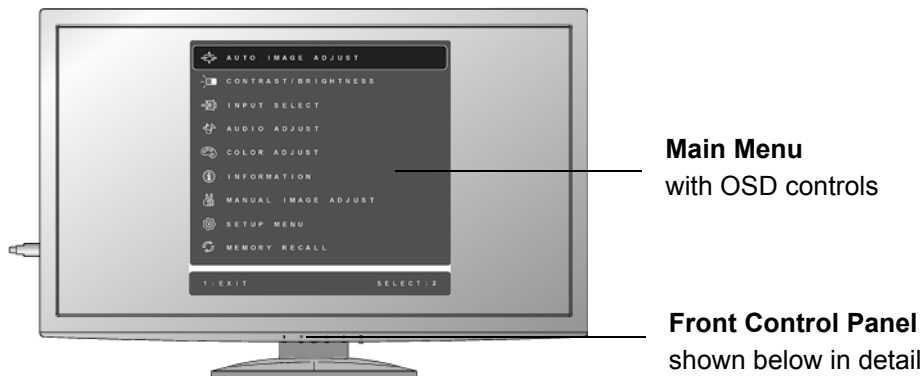 AUTO IMAGE ADJUST
CONTRAST/BRIGHTNESS
INPUT SELECT
AUDIO ADJUST
COLOR ADJUST
INFORMATION
MANUAL IMAGE ADJUST
SETUP MENU
MEMORY RECALL
1:EXIT SELECT:2
Main Menu
with OSD controls
Front Control Panel
shown below in detail